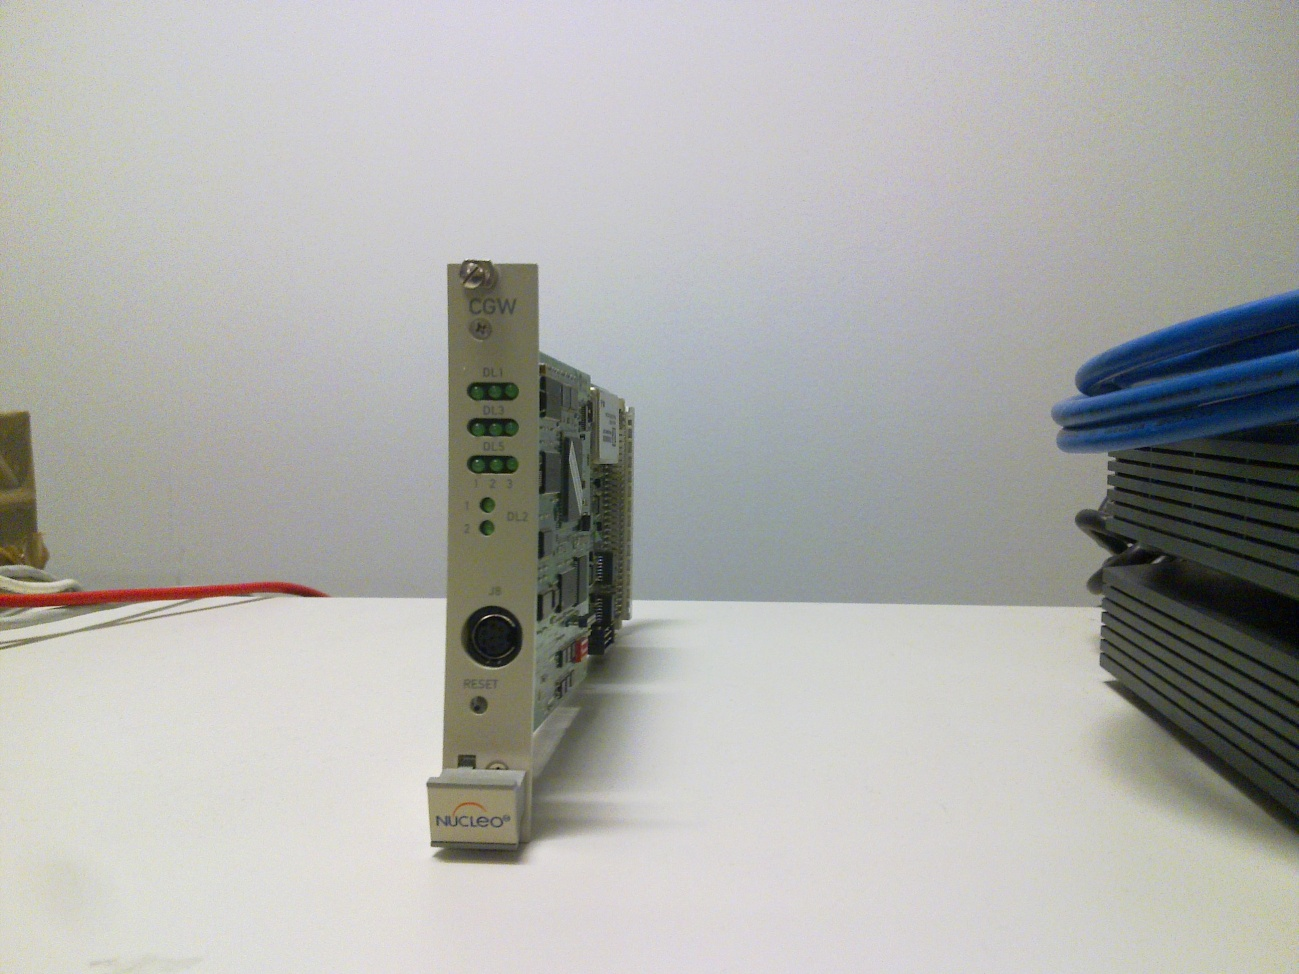 CGW
DL1
DL3
DL5
1 2 3
1
2
DL2
J8
RESET
NUCLEO